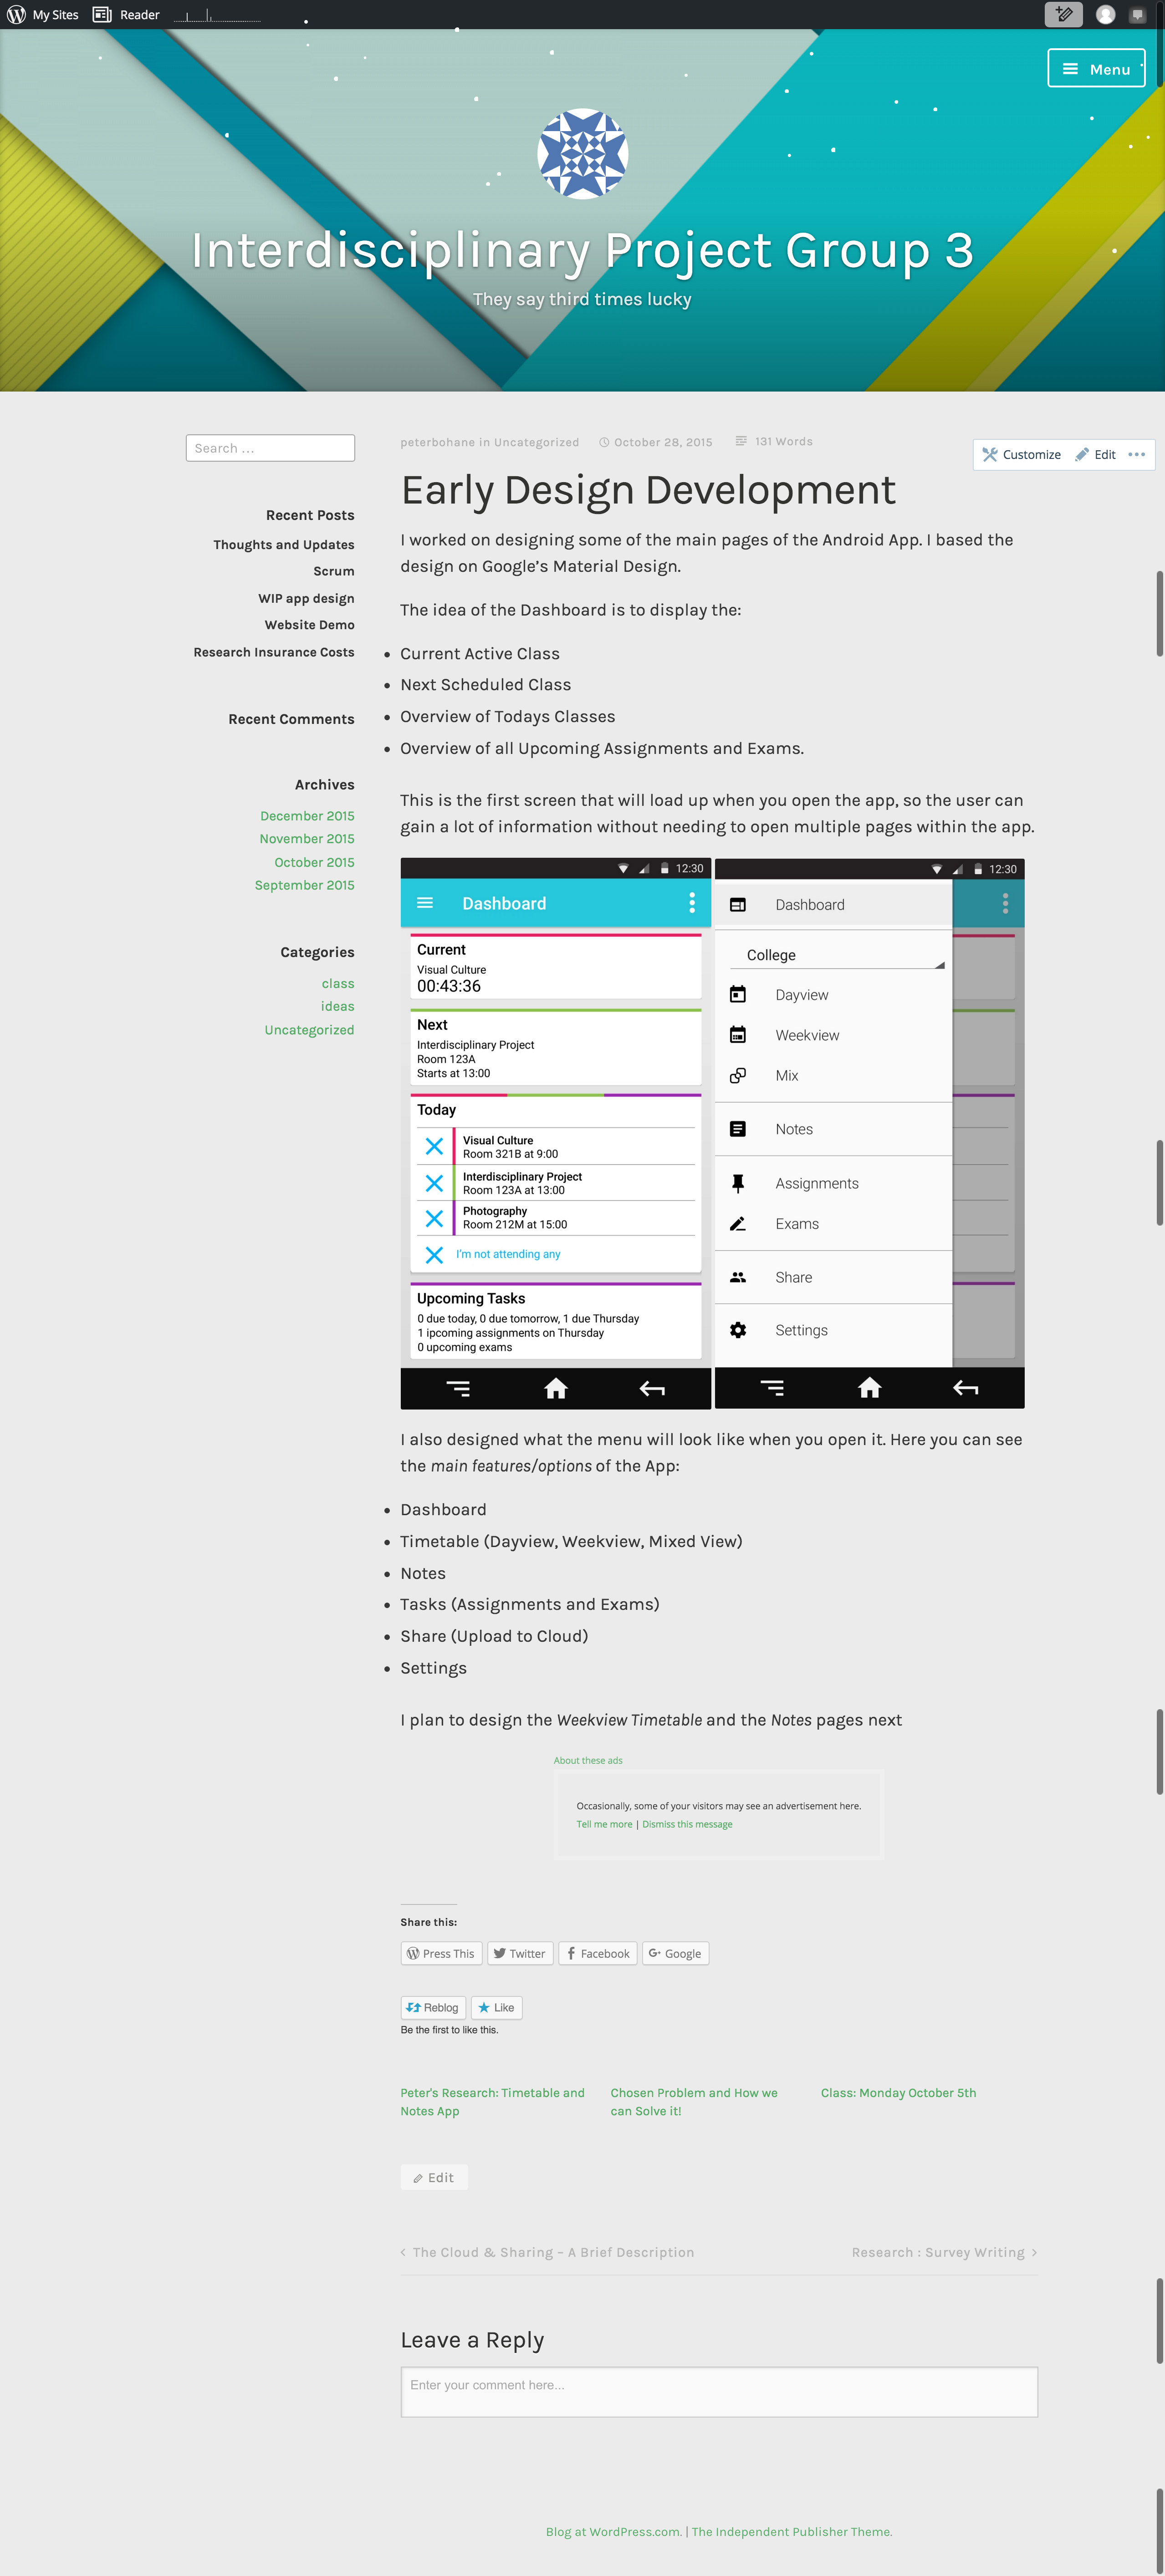 My Sites Reader
Menu
Interdisciplinary Project Group 3
They say third times lucky
Search …
Recent Posts
Thoughts and Updates
Scrum
WIP app design
Website Demo
Research Insurance Costs
Recent Comments
Archives
December 2015
November 2015
October 2015
September 2015
Categories
class
ideas
Uncategorized
peterbohane in Uncategorized October 28, 2015 131 Words
Customize Edit
Early Design Development
I worked on designing some of the main pages of the Android App. I based the
design on Google’s Material Design.
The idea of the Dashboard is to display the:
Current Active Class
Next Scheduled Class
Overview of Todays Classes
Overview of all Upcoming Assignments and Exams.
This is the first screen that will load up when you open the app, so the user can
gain a lot of information without needing to open multiple pages within the app.
12:30
Dashboard
Current
Visual Culture
00:43:36
Next
Interdisciplinary Project
Room 123A
Starts at 13:00
Today
Visual Culture
Room 321B at 9:00
Interdisciplinary Project
Room 123A at 13:00
Photography
Room 212M at 15:00
I'm not attending any
Upcoming Tasks
0 due today, 0 due tomorrow, 1 due Thursday
1 ipcoming assignments on Thursday
0 upcoming exams
12:30
Dashboard
College
Dayview
Weekview
Mix
Notes
Assignments
Exams
Share
Settings
I also designed what the menu will look like when you open it. Here you can see
the main features/options of the App:
Dashboard
Timetable (Dayview, Weekview, Mixed View)
Notes
Tasks (Assignments and Exams)
Share (Upload to Cloud)
Settings
I plan to design the Weekview Timetable and the Notes pages next
About these ads
Occasionally, some of your visitors may see an advertisement here.
Tell me more | Dismiss this message
Share this:
Press This Twitter Facebook Google
Reblog Like
Be the first to like this.
Peter's Research: Timetable and
Notes App
Chosen Problem and How we
can Solve it!
Class: Monday October 5th
Edit
‹ The Cloud & Sharing – A Brief Description
Research : Survey Writing ›
Leave a Reply
Enter your comment here...
Blog at WordPress.com. | The Independent Publisher Theme.